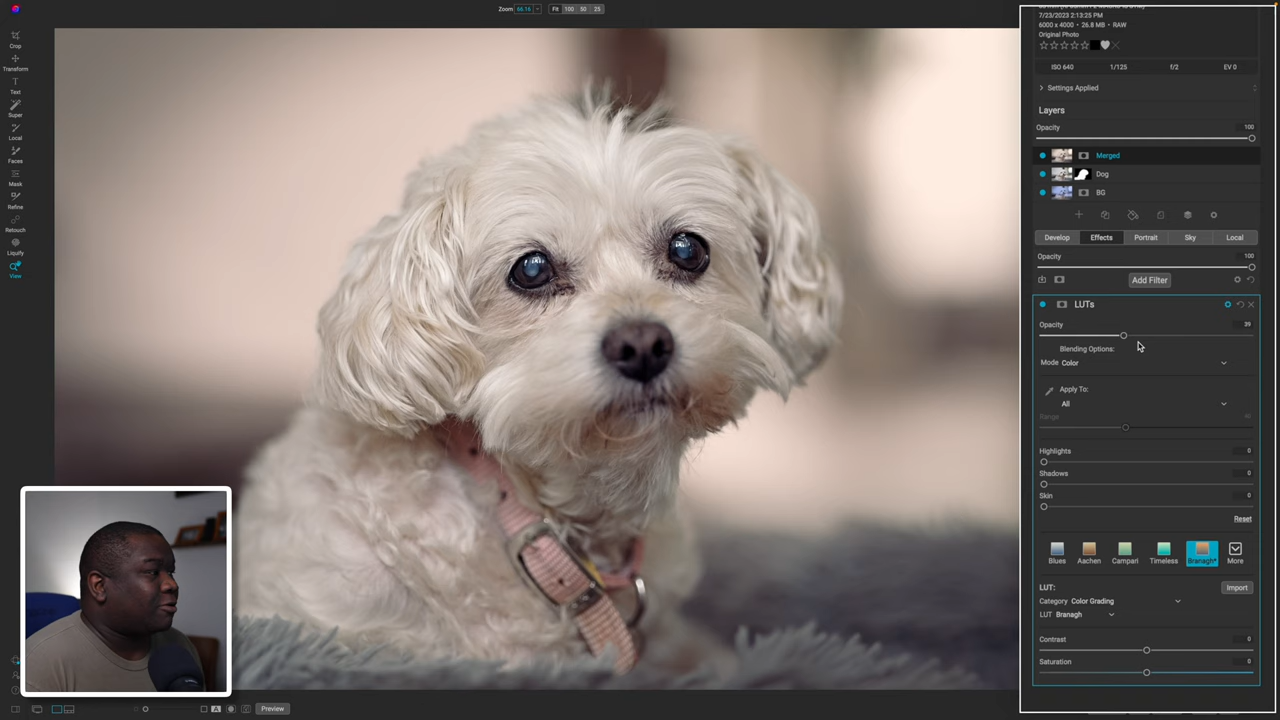 Zoom: 66.16 Fit 100 50 25
Crop
Transform
Text
Super
Local
Faces
Mask
Refine
Retouch
Liquify
View
Preview
7/23/2023 2:13:25 PM
6000 x 4000 • 26.8 MB • RAW
Original Photo
ISO 640 1/125 f/2 EV 0
Settings Applied
Layers
Opacity 100
Merged
Dog
BG
Develop Effects Portrait Sky Local
Opacity 100
Add Filter
LUTs
Opacity 39
Blending Options:
Mode Color
Apply To:
All
Range
Highlights 0
Shadows 0
Skin 0
Reset
Blues Aachen Campari Timeless Branagh* More
LUT: Import
Category Color Grading
LUT Branagh
Contrast 0
Saturation 0